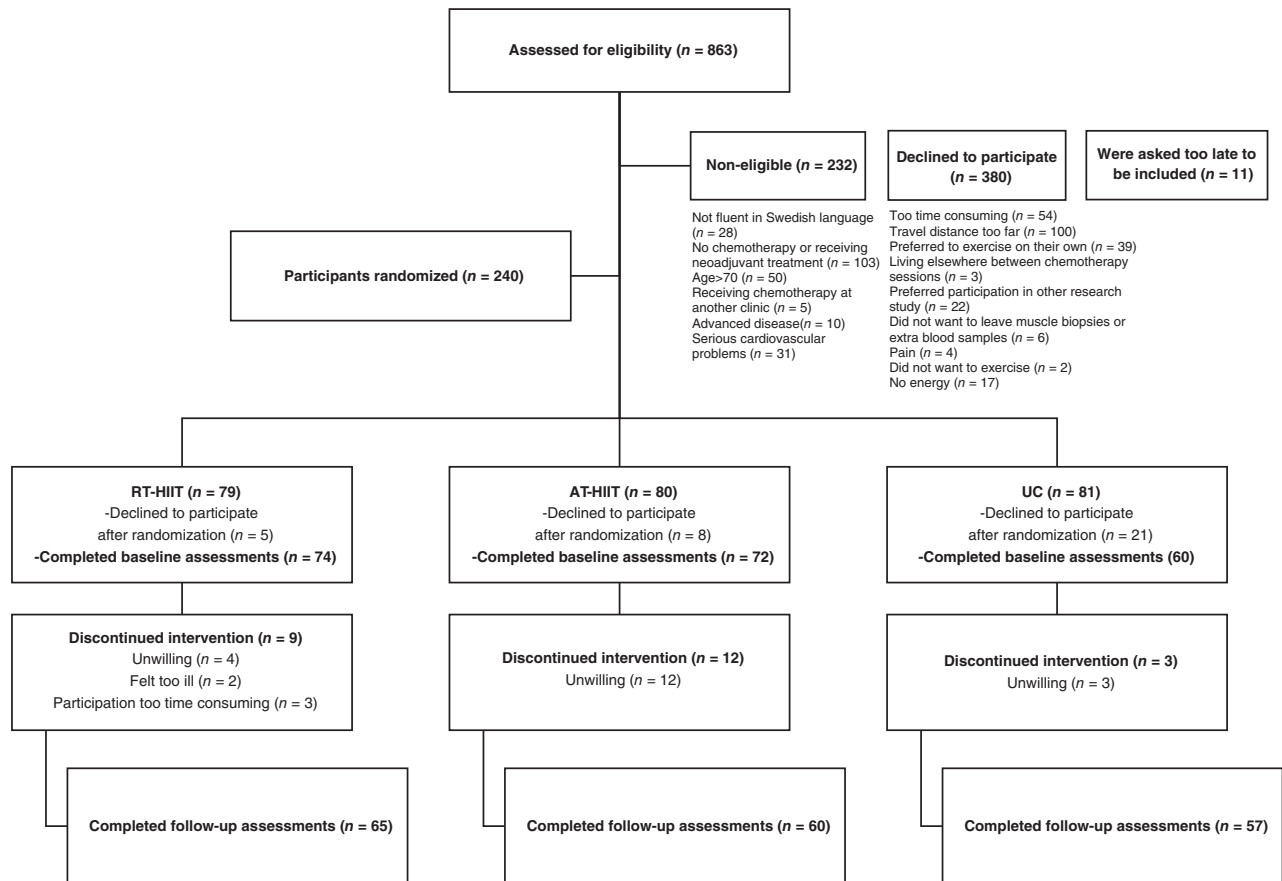 Assessed for eligibility (n = 863)
Non-eligible (n = 232)
Not fluent in Swedish language
(n = 28)
No chemotherapy or receiving
neoadjuvant treatment (n = 103)
Age>70 (n = 50)
Receiving chemotherapy at
another clinic (n = 5)
Advanced disease(n = 10)
Serious cardiovascular
problems (n = 31)
Declined to participate
(n = 380)
Too time consuming (n = 54)
Travel distance too far (n = 100)
Preferred to exercise on their own (n = 39)
Living elsewhere between chemotherapy
sessions (n = 3)
Preferred participation in other research
study (n = 22)
Did not want to leave muscle biopsies or
extra blood samples (n = 6)
Pain (n = 4)
Did not want to exercise (n = 2)
No energy (n = 17)
Were asked too late to
be included (n = 11)
Participants randomized (n = 240)
RT-HIIT (n = 79)
-Declined to participate
after randomization (n = 5)
-Completed baseline assessments (n = 74)
AT-HIIT (n = 80)
-Declined to participate
after randomization (n = 8)
-Completed baseline assessments (n = 72)
UC (n = 81)
-Declined to participate
after randomization (n = 21)
-Completed baseline assessments (60)
Discontinued intervention (n = 9)
Unwilling (n = 4)
Felt too ill (n = 2)
Participation too time consuming (n = 3)
Discontinued intervention (n = 12)
Unwilling (n = 12)
Discontinued intervention (n = 3)
Unwilling (n = 3)
Completed follow-up assessments (n = 65)
Completed follow-up assessments (n = 60)
Completed follow-up assessments (n = 57)